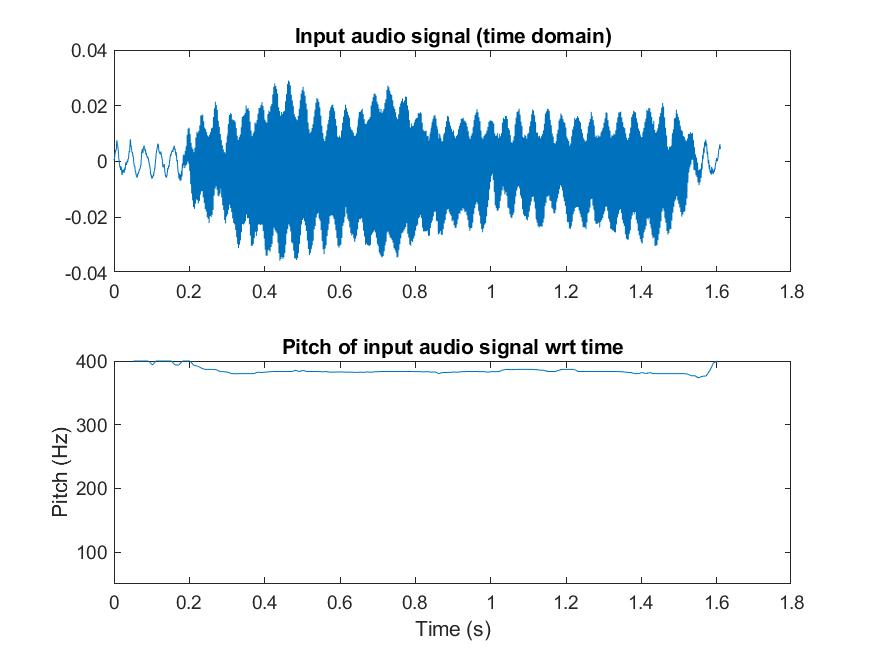 Input audio signal (time domain)
0.04
0.02
0
-0.02
-0.04
0 0.2 0.4 0.6 0.8 1 1.2 1.4 1.6 1.8
Pitch of input audio signal wrt time
400
300
200
100
Pitch (Hz)
0 0.2 0.4 0.6 0.8 1 1.2 1.4 1.6 1.8
Time (s)